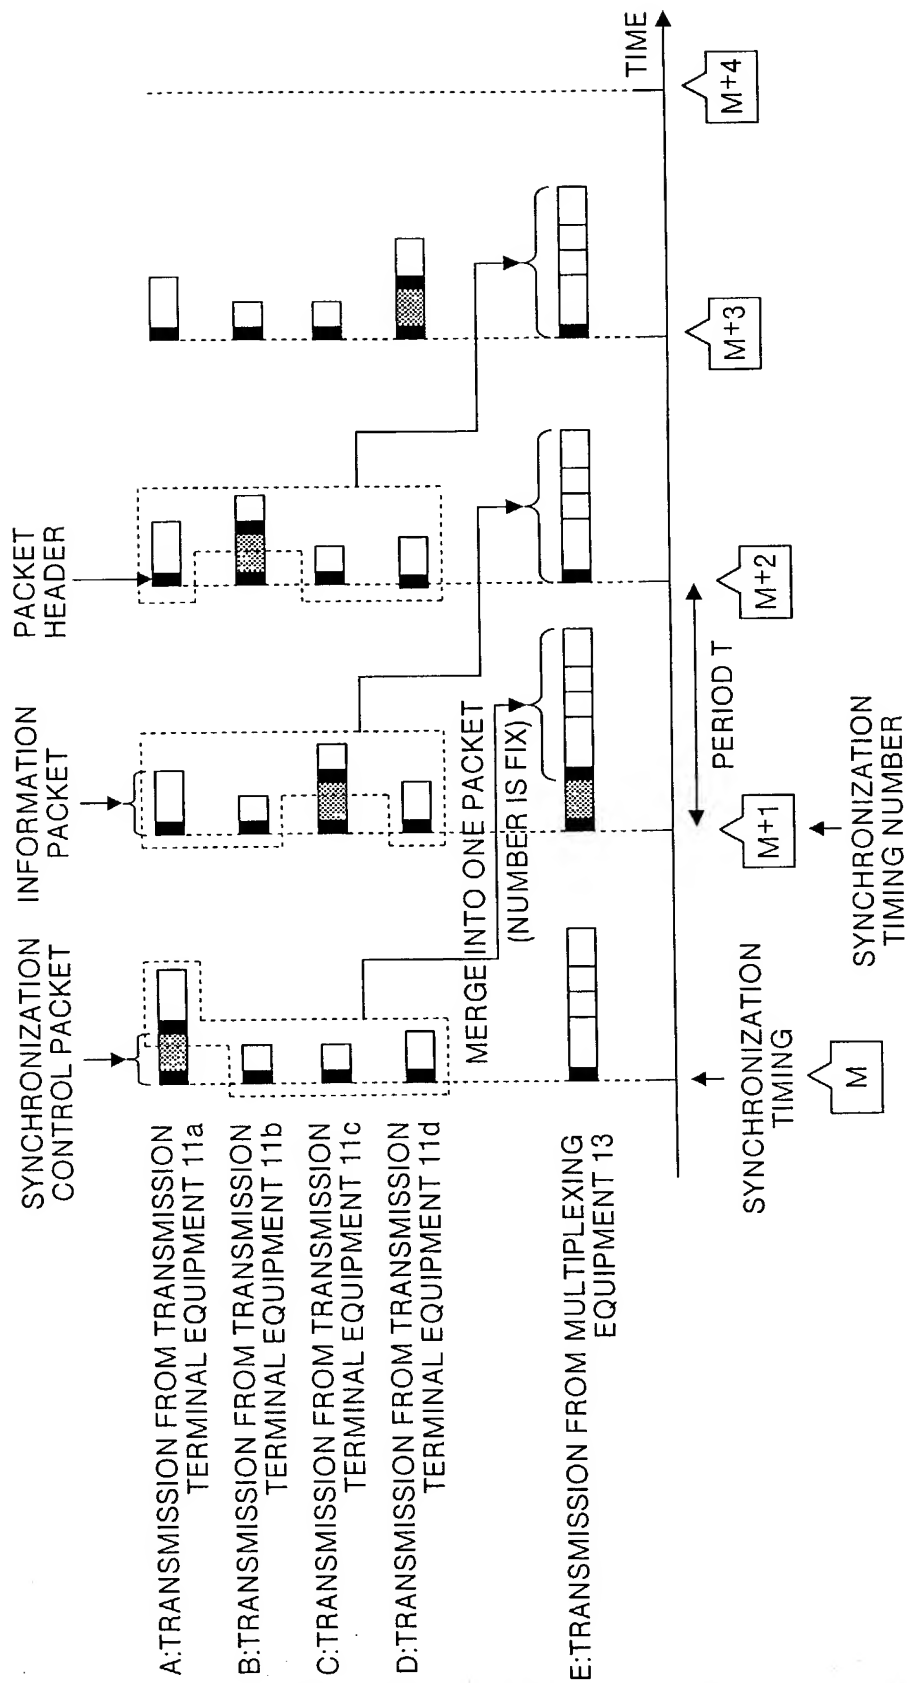 SYNCHRONIZATION
CONTROL PACKET
INFORMATION
PACKET
PACKET
HEADER
A:TRANSMISSION FROM TRANSMISSION
TERMINAL EQUIPMENT 11a
B:TRANSMISSION FROM TRANSMISSION
TERMINAL EQUIPMENT 11b
C:TRANSMISSION FROM TRANSMISSION
TERMINAL EQUIPMENT 11c
D:TRANSMISSION FROM TRANSMISSION
TERMINAL EQUIPMENT 11d
MERGE INTO ONE PACKET
(NUMBER IS FIX)
E:TRANSMISSION FROM MULTIPLEXING
EQUIPMENT 13
TIME
SYNCHRONIZATION
TIMING
PERIOD T
M
M+1
M+2
M+3
M+4
SYNCHRONIZATION
TIMING NUMBER